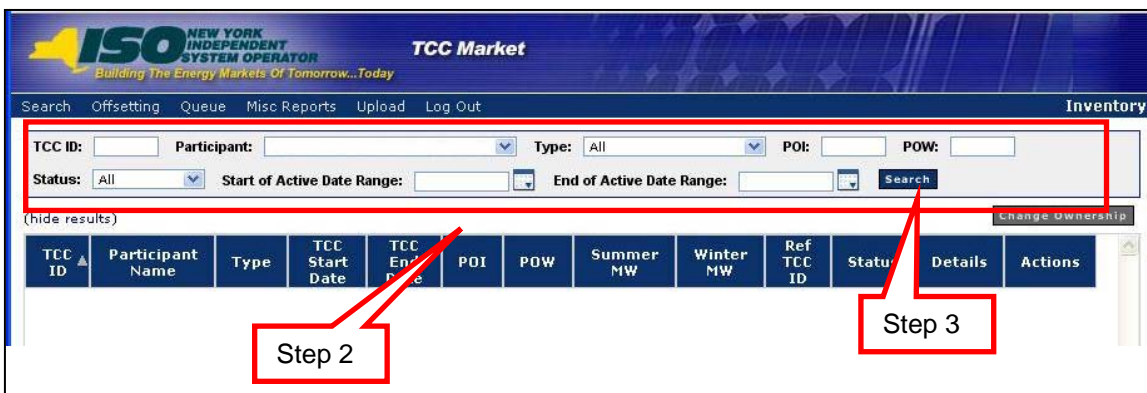 ISO NEW YORK
INDEPENDENT
SYSTEM OPERATOR
Building The Energy Markets Of Tomorrow...Today
TCC Market
Search Offsetting Queue Misc Reports Upload Log Out Inventory
TCC ID: Participant: Type: All POI: POW:
Status: All Start of Active Date Range: End of Active Date Range: Search
(hide results) Change Ownership
TCC ID Participant Name Type TCC Start Date TCC End Date POI POW Summer MW Winter MW Ref TCC ID Status Details Actions
Step 2
Step 3